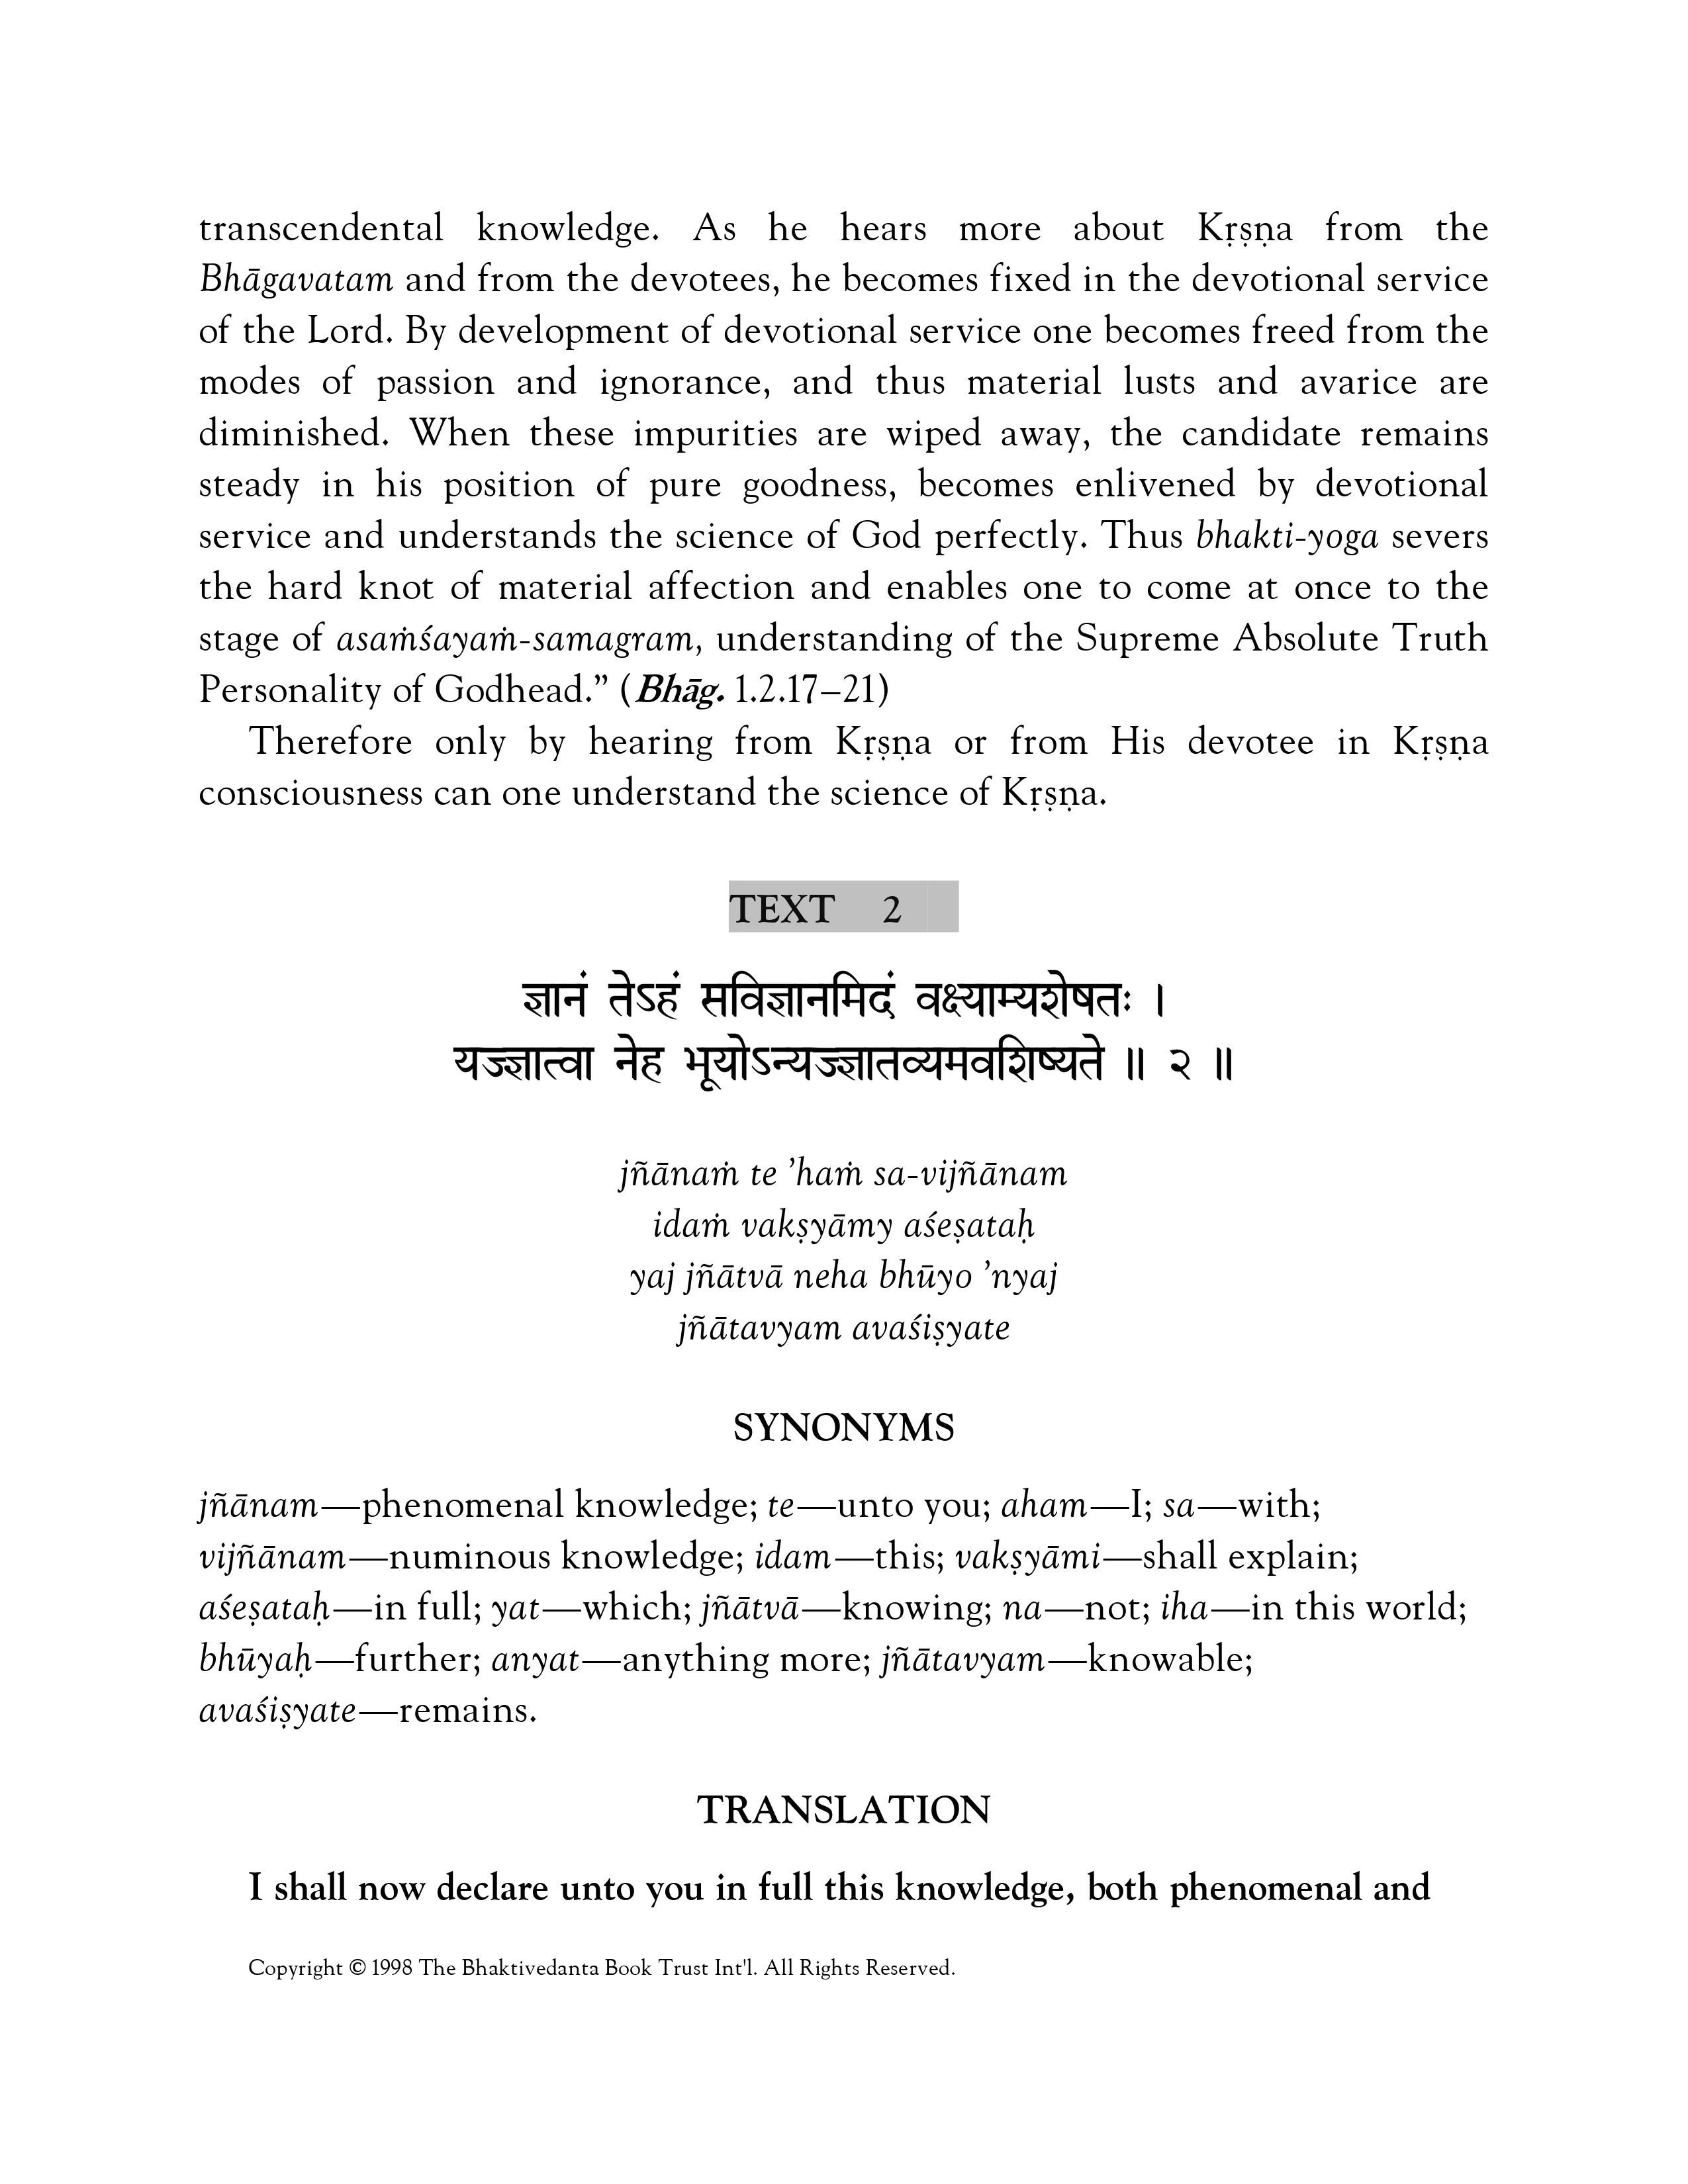 transcendental knowledge. As he hears more about Kṛṣṇa from the
Bhāgavatam and from the devotees, he becomes fixed in the devotional service
of the Lord. By development of devotional service one becomes freed from the
modes of passion and ignorance, and thus material lusts and avarice are
diminished. When these impurities are wiped away, the candidate remains
steady in his position of pure goodness, becomes enlivened by devotional
service and understands the science of God perfectly. Thus bhakti-yoga severs
the hard knot of material affection and enables one to come at once to the
stage of asaṁśayaṁ-samagram, understanding of the Supreme Absolute Truth
Personality of Godhead.” (Bhāg. 1.2.17–21)
Therefore only by hearing from Kṛṣṇa or from His devotee in Kṛṣṇa
consciousness can one understand the science of Kṛṣṇa.
TEXT 2
ज्ञानं तेऽहं सविज्ञानमिदं वक्ष्याम्यशेषतः ।
यज्ज्ञात्वा नेह भूयोऽन्यज्ज्ञातव्यमवशिष्यते ॥ २ ॥
jñānaṁ te ’haṁ sa-vijñānam
idaṁ vakṣyāmy aśeṣataḥ
yaj jñātvā neha bhūyo ’nyaj
jñātavyam avaśiṣyate
SYNONYMS
jñānam—phenomenal knowledge; te—unto you; aham—I; sa—with;
vijñānam—numinous knowledge; idam—this; vakṣyāmi—shall explain;
aśeṣataḥ—in full; yat—which; jñātvā—knowing; na—not; iha—in this world;
bhūyaḥ—further; anyat—anything more; jñātavyam—knowable;
avaśiṣyate—remains.
TRANSLATION
I shall now declare unto you in full this knowledge, both phenomenal and
Copyright © 1998 The Bhaktivedanta Book Trust Int'l. All Rights Reserved.